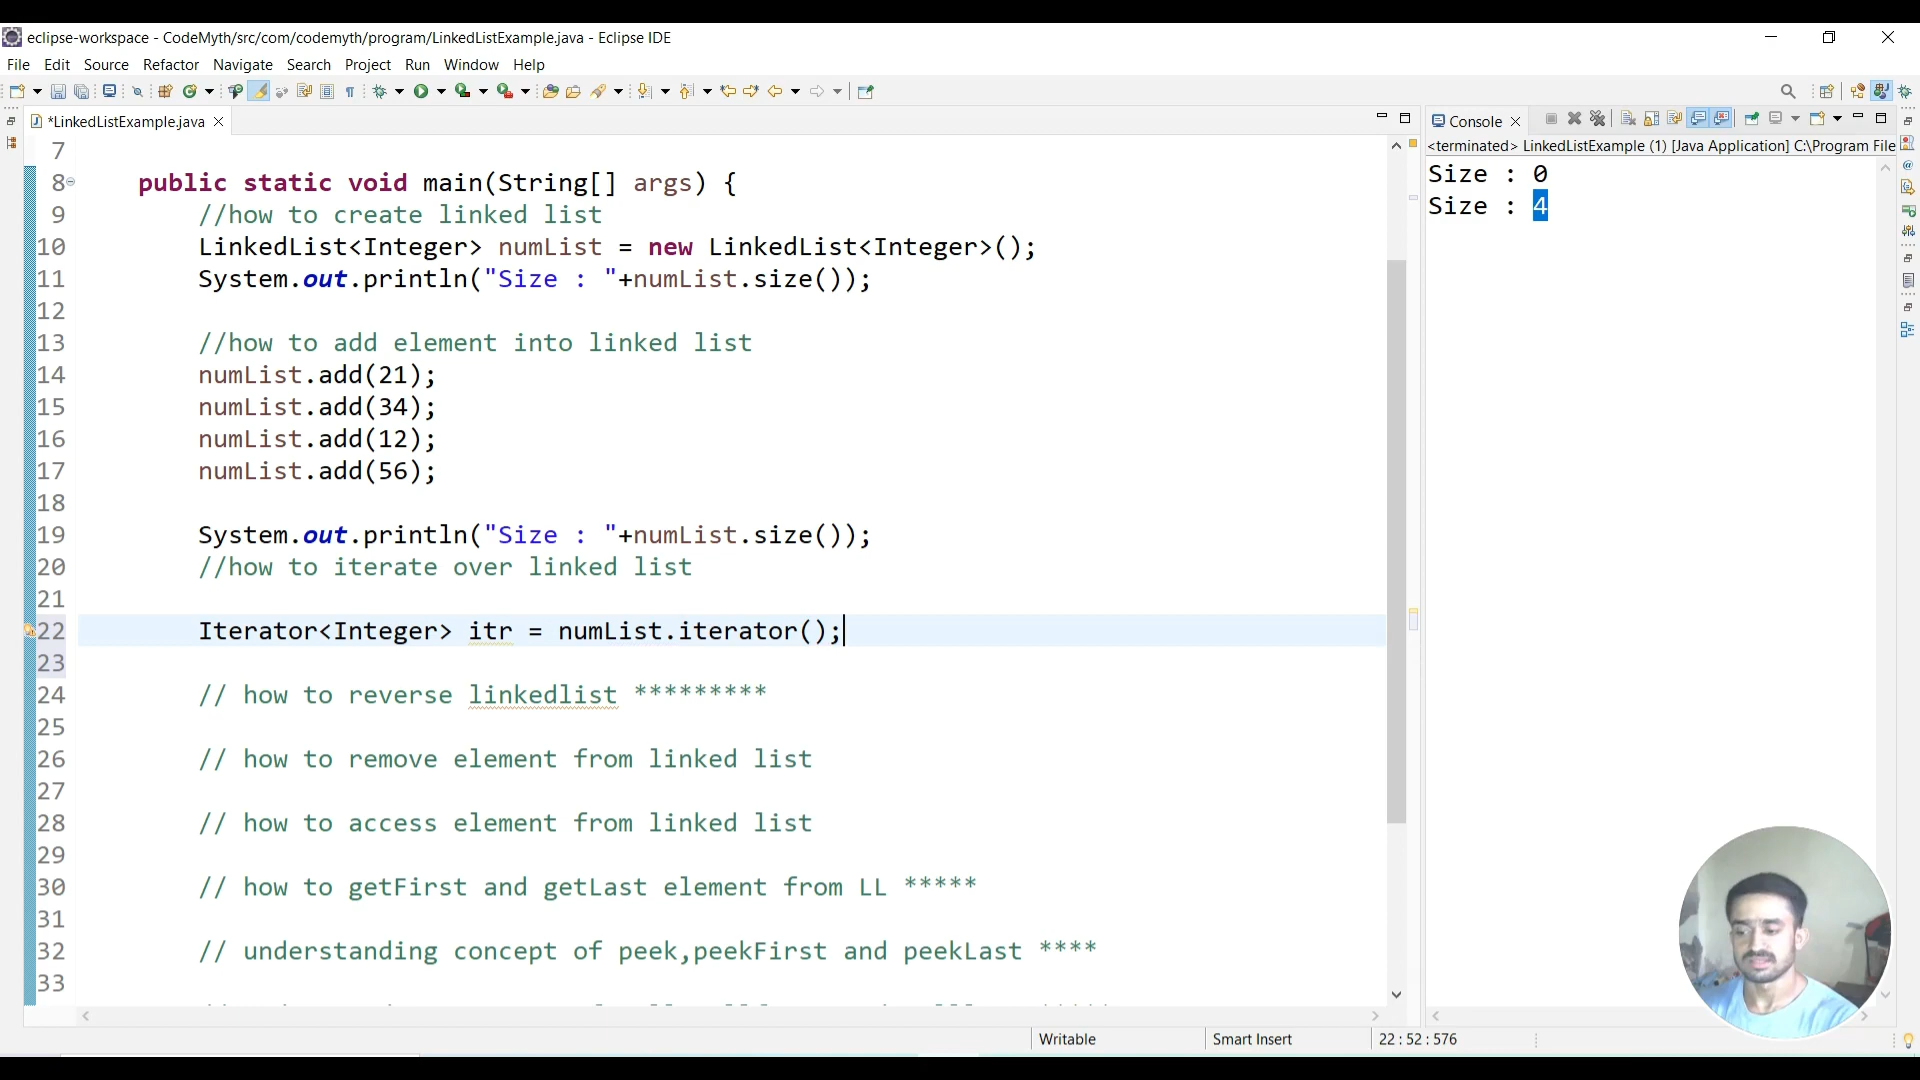 eclipse-workspace - CodeMyth/src/com/codemyth/program/LinkedListExample.java - Eclipse IDE
File Edit Source Refactor Navigate Search Project Run Window Help
*LinkedListExample.java
7
8 public static void main(String[] args) {
9 //how to create linked list
10 LinkedList<Integer> numList = new LinkedList<Integer>();
11 System.out.println("Size : "+numList.size());
12
13 //how to add element into linked list
14 numList.add(21);
15 numList.add(34);
16 numList.add(12);
17 numList.add(56);
18
19 System.out.println("Size : "+numList.size());
20 //how to iterate over linked list
21
22 Iterator<Integer> itr = numList.iterator();
23
24 // how to reverse linkedlist *********
25
26 // how to remove element from linked list
27
28 // how to access element from linked list
29
30 // how to getFirst and getLast element from LL *****
31
32 // understanding concept of peek,peekFirst and peekLast ****
33
Console
<terminated> LinkedListExample (1) [Java Application] C:\Program File
Size : 0
Size : 4
Writable Smart Insert 22 : 52 : 576